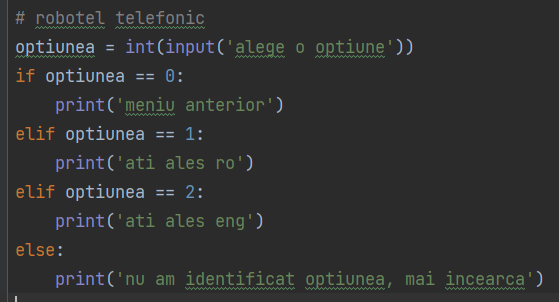 # robotel telefonic
optiunea = int(input('alege o optiune'))
if optiunea == 0:
    print('meniu anterior')
elif optiunea == 1:
    print('ati ales ro')
elif optiunea == 2:
    print('ati ales eng')
else:
    print('nu am identificat optiunea, mai incearca')